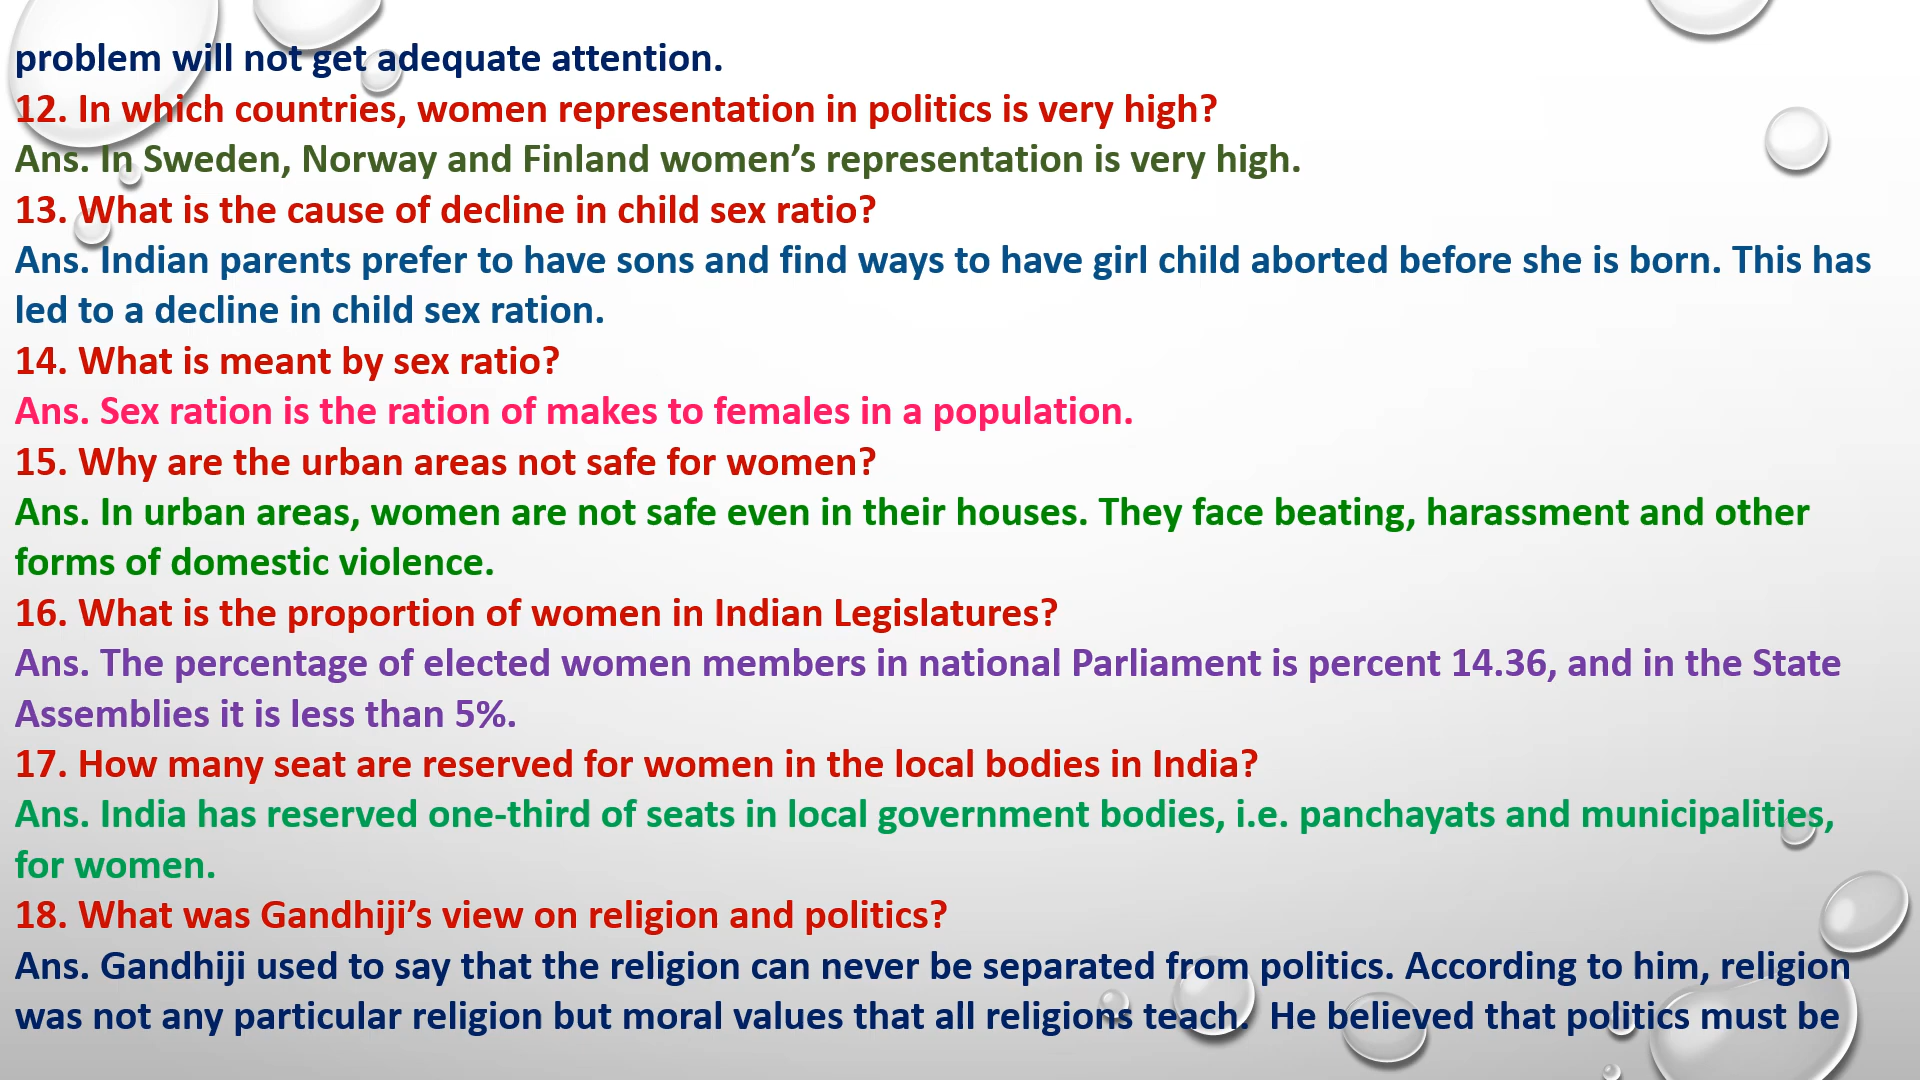 problem will not get adequate attention.
12. In which countries, women representation in politics is very high?
Ans. In Sweden, Norway and Finland women’s representation is very high.
13. What is the cause of decline in child sex ratio?
Ans. Indian parents prefer to have sons and find ways to have girl child aborted before she is born. This has
led to a decline in child sex ration.
14. What is meant by sex ratio?
Ans. Sex ration is the ration of makes to females in a population.
15. Why are the urban areas not safe for women?
Ans. In urban areas, women are not safe even in their houses. They face beating, harassment and other
forms of domestic violence.
16. What is the proportion of women in Indian Legislatures?
Ans. The percentage of elected women members in national Parliament is percent 14.36, and in the State
Assemblies it is less than 5%.
17. How many seat are reserved for women in the local bodies in India?
Ans. India has reserved one-third of seats in local government bodies, i.e. panchayats and municipalities,
for women.
18. What was Gandhiji’s view on religion and politics?
Ans. Gandhiji used to say that the religion can never be separated from politics. According to him, religion
was not any particular religion but moral values that all religions teach.  He believed that politics must be